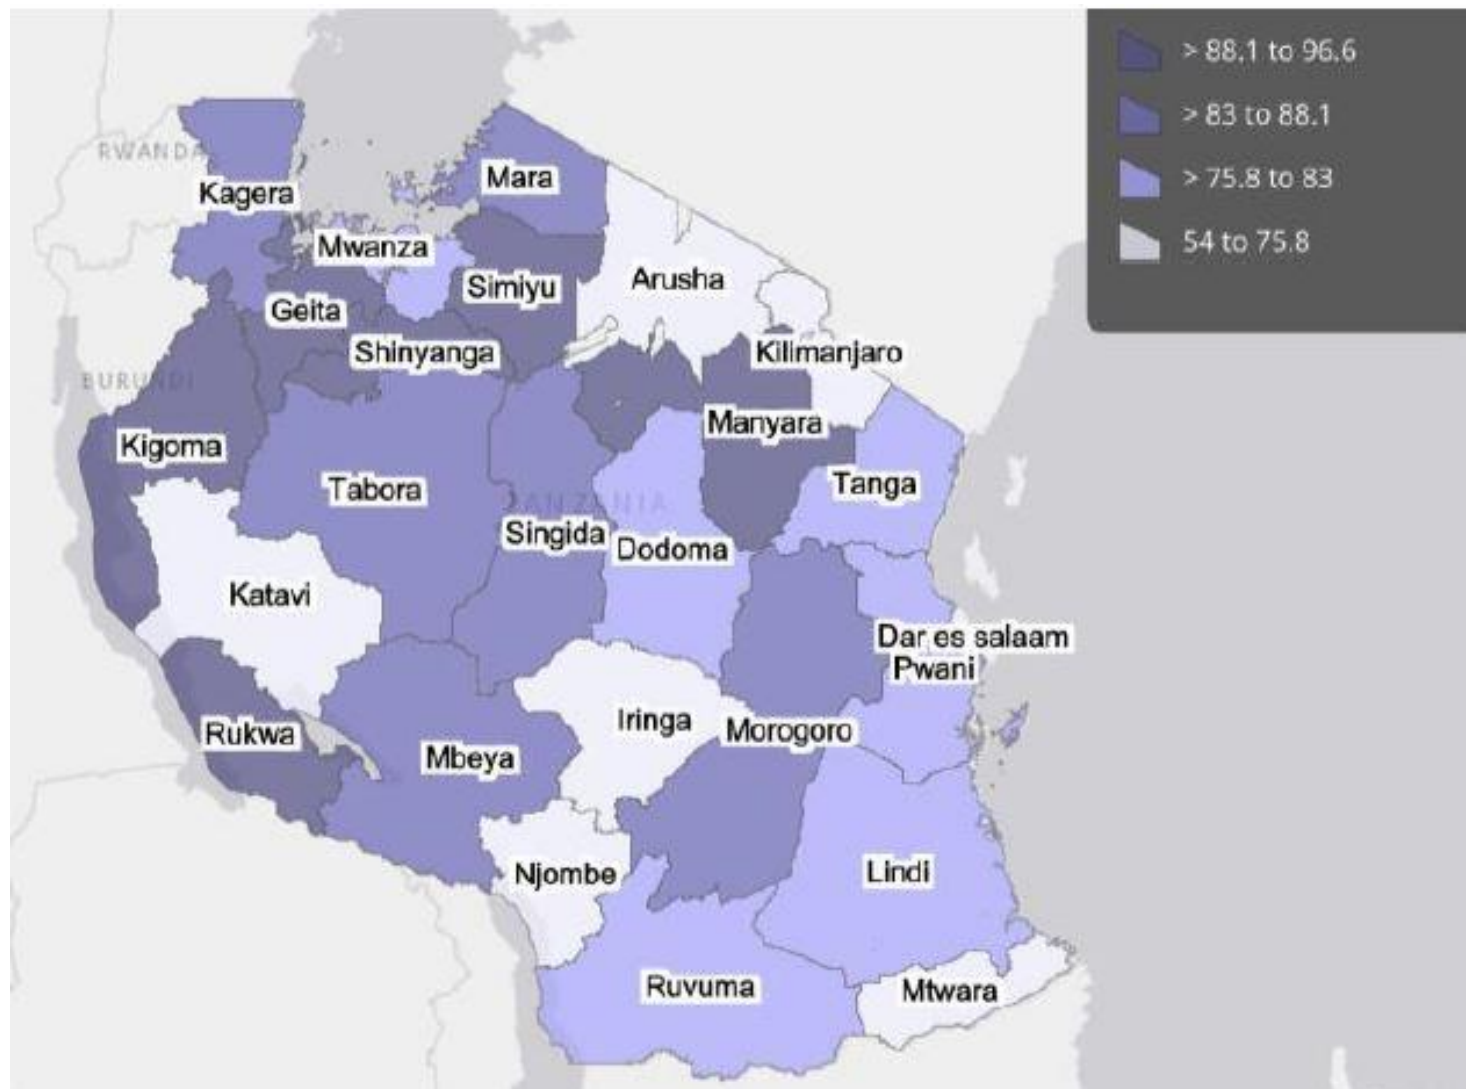 > 88.1 to 96.6
> 83 to 88.1
> 75.8 to 83
54 to 75.8
RWANDA
Kagera
Mara
Mwanza
Simiyu
Arusha
Geita
Shinyanga
Kilimanjaro
BURUNDI
Kigoma
Manyara
Tabora
Tanga
TANZANIA
Singida
Dodoma
Katavi
Dar es salaam
Pwani
Rukwa
Iringa
Morogoro
Mbeya
Njombe
Lindi
Ruvuma
Mtwara